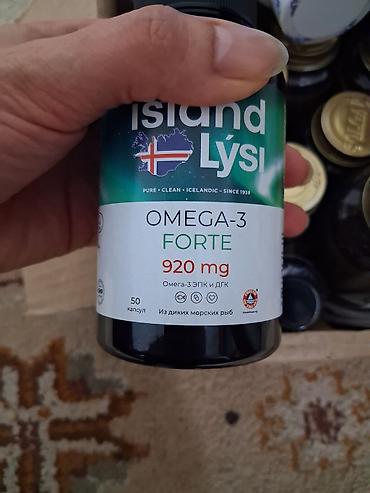 Island
Lýsi
PURE • CLEAN • ICELANDIC – SINCE 1938
OMEGA-3
FORTE
920 mg
Омега-3 ЭПК и ДГК
50
капсул
Из диких морских рыб